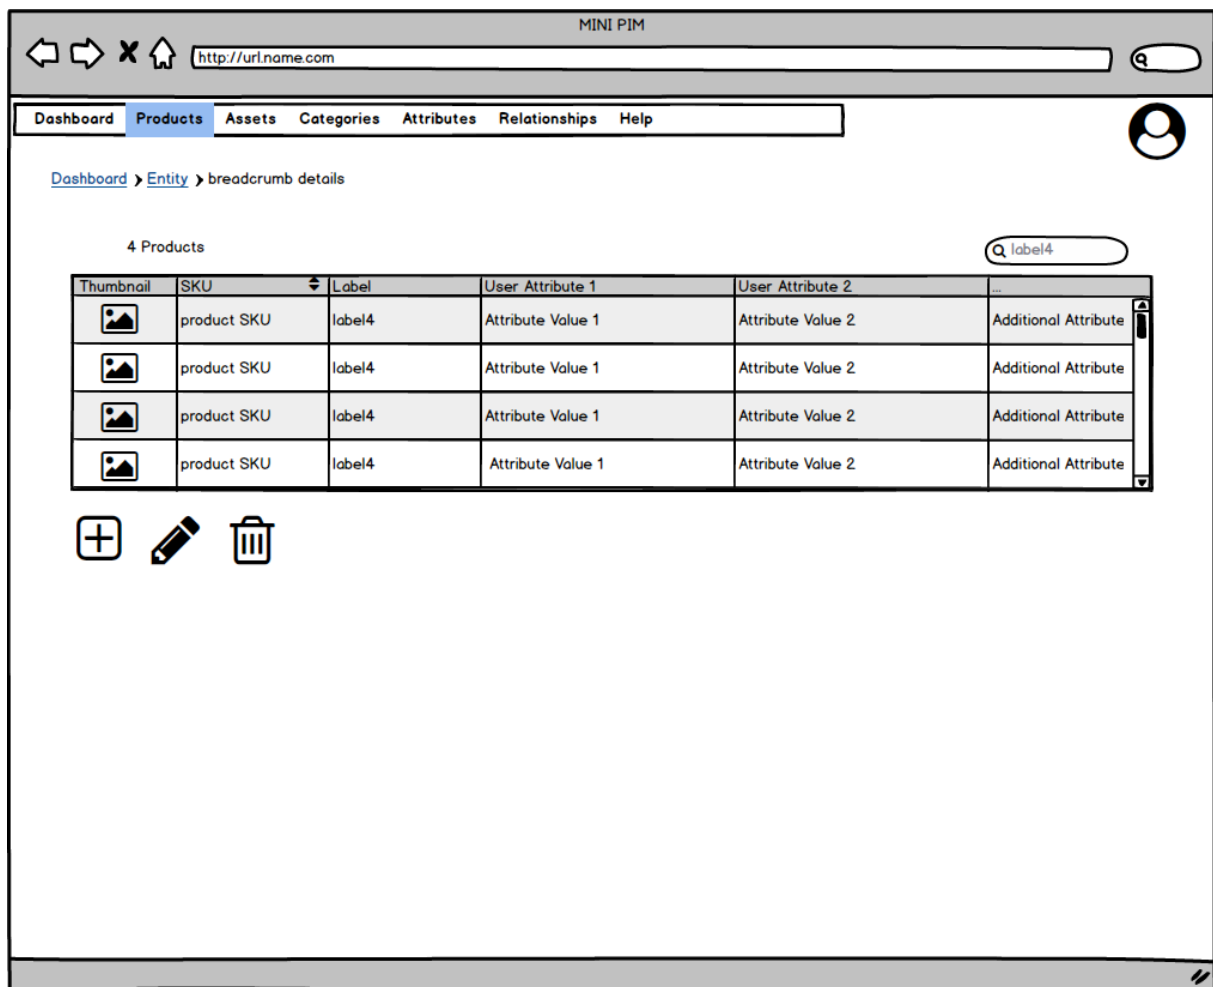 MINI PIM
http://url.name.com
Dashboard Products Assets Categories Attributes Relationships Help
Dashboard > Entity > breadcrumb details
4 Products
label4
Thumbnail SKU Label User Attribute 1 User Attribute 2 ...
product SKU label4 Attribute Value 1 Attribute Value 2 Additional Attribute
product SKU label4 Attribute Value 1 Attribute Value 2 Additional Attribute
product SKU label4 Attribute Value 1 Attribute Value 2 Additional Attribute
product SKU label4 Attribute Value 1 Attribute Value 2 Additional Attribute